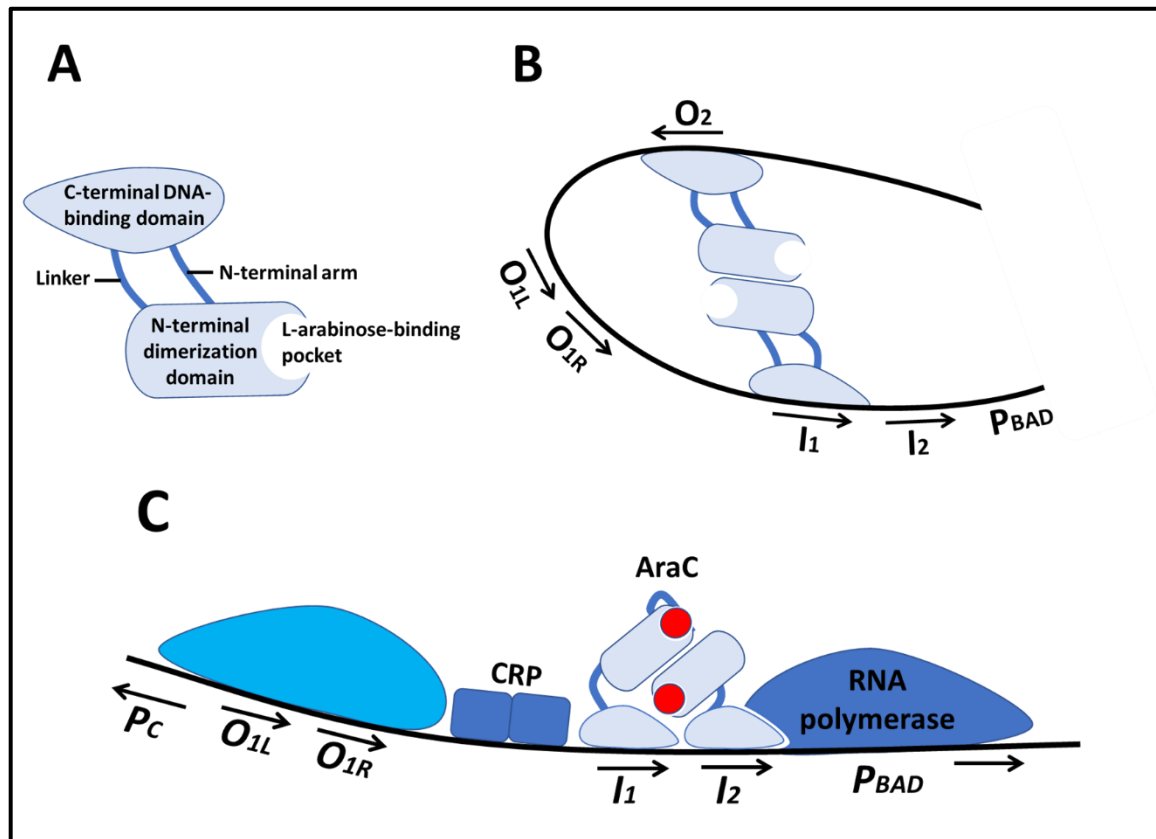 A
C-terminal DNA-
binding domain
Linker
N-terminal arm
N-terminal
dimerization
domain
L-arabinose-binding
pocket
B
O2
O1L
O1R
I1
I2
PBAD
C
AraC
CRP
RNA
polymerase
PC
O1L
O1R
I1
I2
PBAD